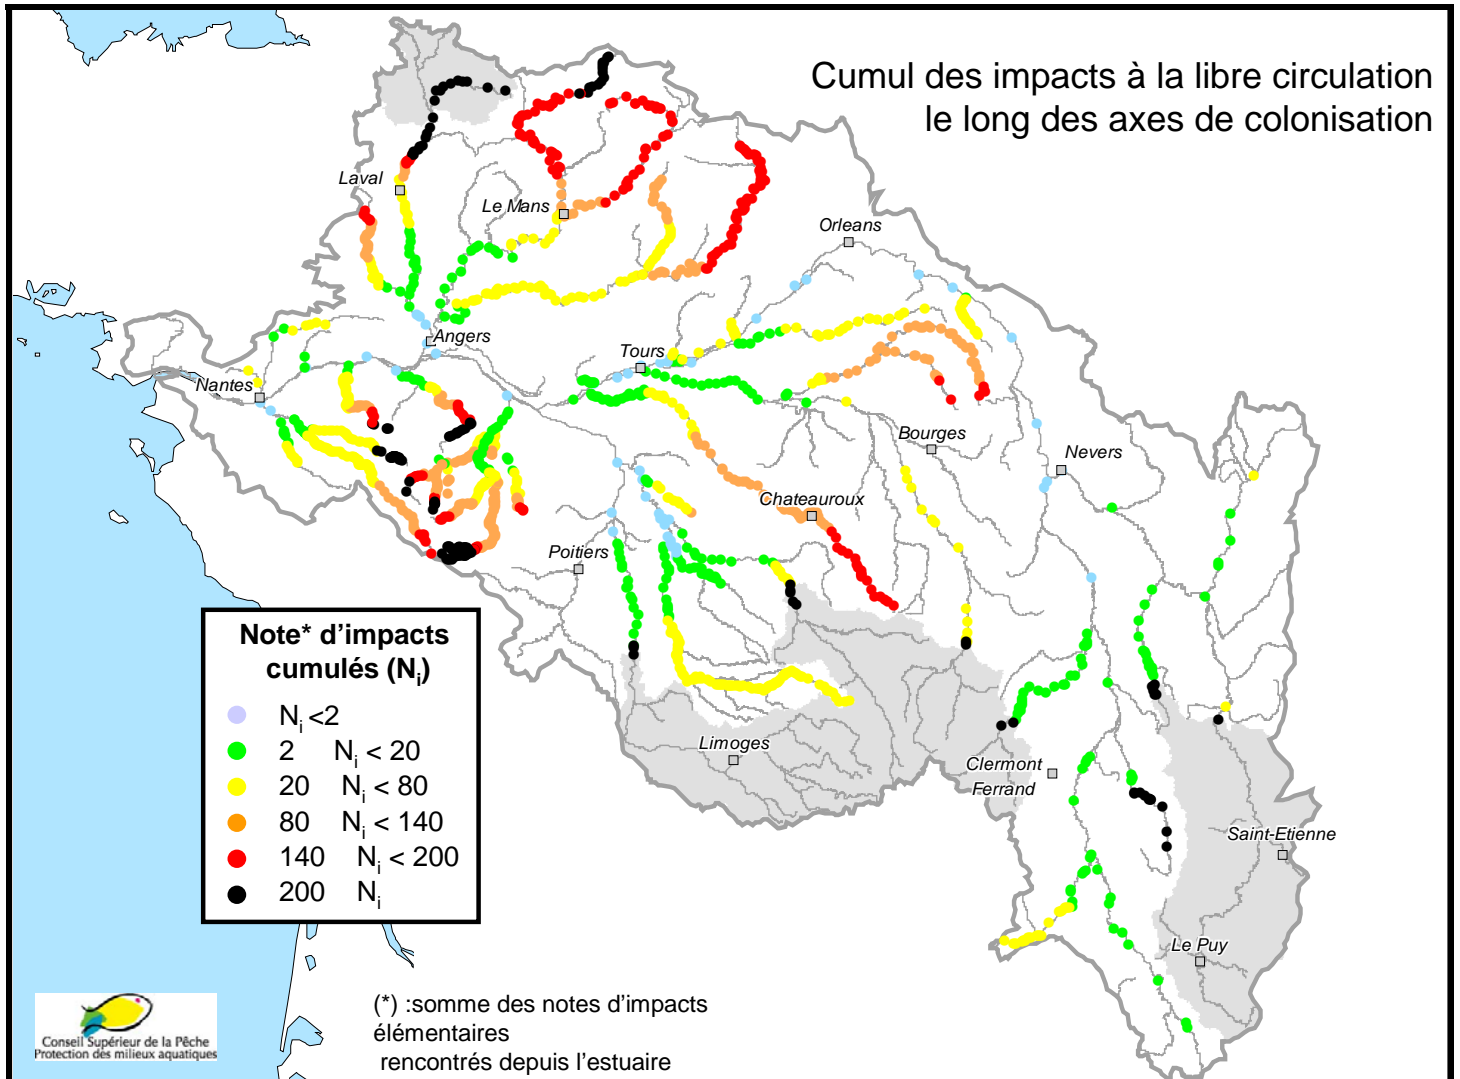 Cumul des impacts à la libre circulation
le long des axes de colonisation
Laval
Le Mans
Orleans
Angers
Tours
Nantes
Bourges
Nevers
Chateauroux
Poitiers
Limoges
Clermont
Ferrand
Saint-Etienne
Le Puy
Note* d’impacts
cumulés (Ni)
Ni <2
2 Ni < 20
20 Ni < 80
80 Ni < 140
140 Ni < 200
200 Ni
(*) :somme des notes d’impacts
élémentaires
rencontrés depuis l’estuaire
Conseil Supérieur de la Pêche
Protection des milieux aquatiques